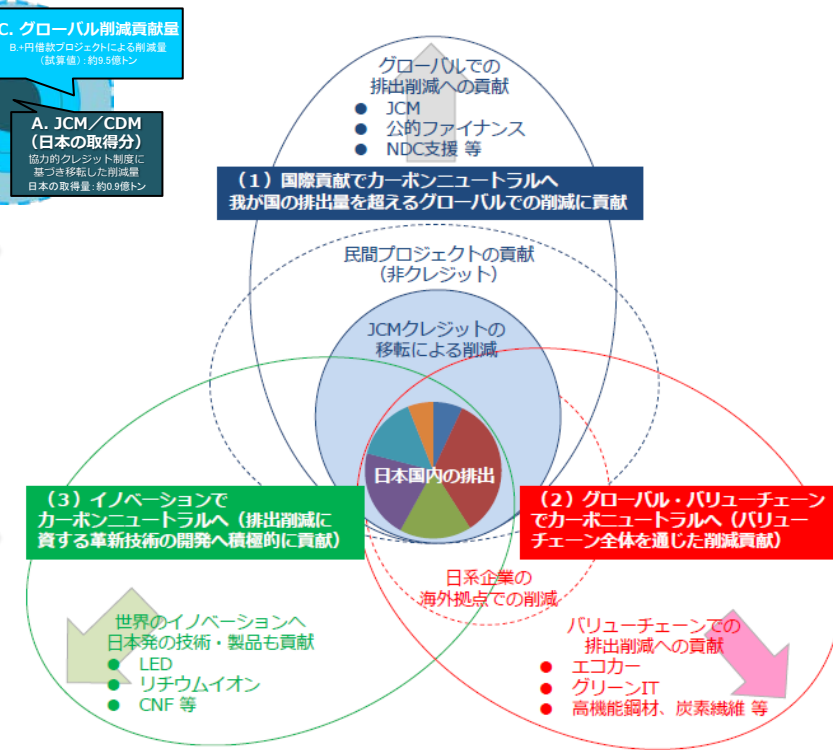 C. グローバル削減貢献量
B.+円借款プロジェクトによる削減量
(試算値):約9.5億トン
A. JCM/CDM
(日本の取得分)
協力的クレジット制度に
基づき移転した削減量
日本の取得量:約0.9億トン
グローバルでの
排出削減への貢献
● JCM
● 公的ファイナンス
● NDC支援 等
(1)国際貢献でカーボンニュートラルへ
我が国の排出量を超えるグローバルでの削減に貢献
民間プロジェクトの貢献
(非クレジット)
JCMクレジットの
移転による削減
日本国内の排出
(3)イノベーションで
カーボンニュートラルへ(排出削減に
資する革新技術の開発へ積極的に貢献)
(2)グローバル・バリューチェーン
でカーボニュートラルへ(バリュー
チェーン全体を通じた削減貢献)
日系企業の
海外拠点での削減
世界のイノベーションへ
日本発の技術・製品も貢献
● LED
● リチウムイオン
● CNF 等
バリューチェーンでの
排出削減への貢献
● エコカー
● グリーンIT
● 高機能鋼材、炭素繊維 等